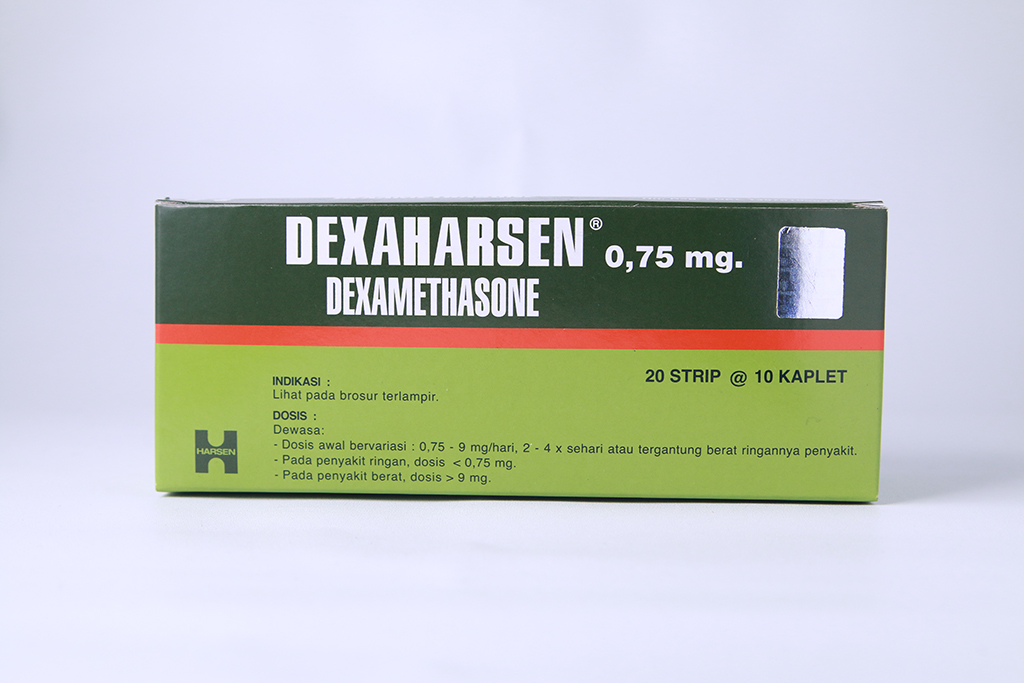 DEXAHARSEN® 0,75 mg.
DEXAMETHASONE
20 STRIP @ 10 KAPLET
INDIKASI :
Lihat pada brosur terlampir.
DOSIS :
Dewasa:
- Dosis awal bervariasi : 0,75 - 9 mg/hari, 2 - 4 x sehari atau tergantung berat ringannya penyakit.
- Pada penyakit ringan, dosis < 0,75 mg.
- Pada penyakit berat, dosis > 9 mg.
HARSEN